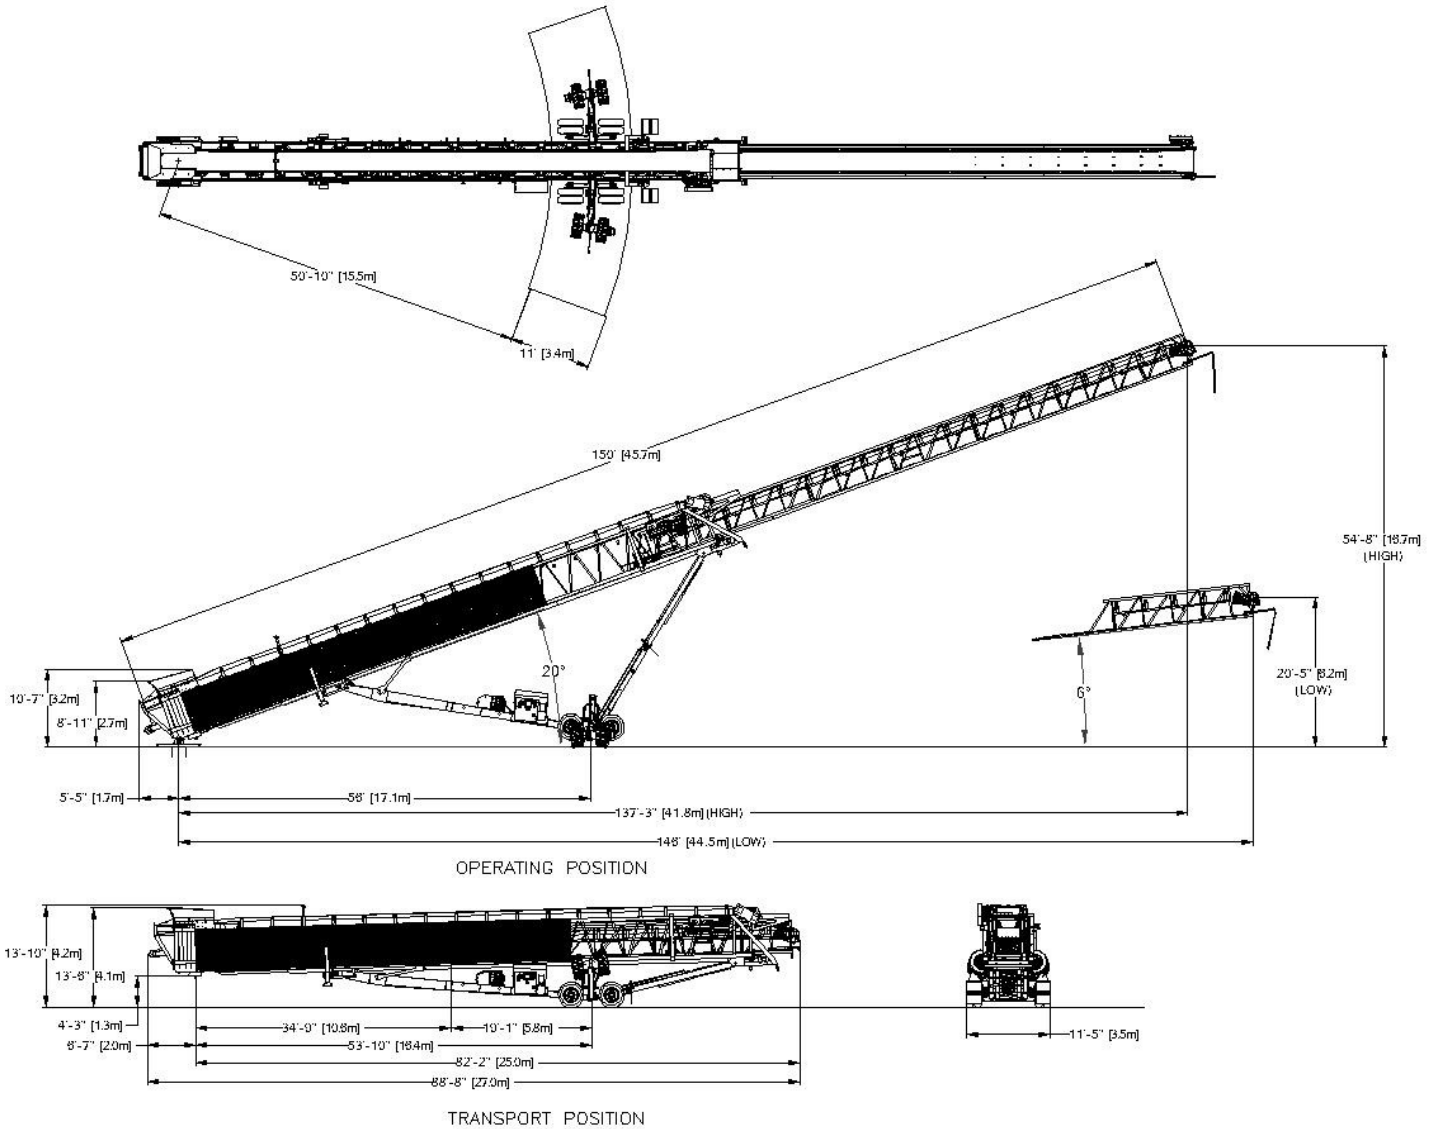 50'-10" [15.5m]
11' [3.4m]
150' [45.7m]
54'-8" [16.7m]
(HIGH)
20°
6°
20'-5" [6.2m]
(LOW)
10'-7" [3.2m]
8'-11" [2.7m]
5'-5" [1.7m]
56' [17.1m]
137'-3" [41.8m](HIGH)
146' [44.5m](LOW)
OPERATING POSITION
13'-10" [4.2m]
13'-6" [4.1m]
4'-3" [1.3m]
6'-7" [2.0m]
34'-9" [10.6m]
19'-1" [5.8m]
53'-10" [16.4m]
82'-2" [25.0m]
88'-8" [27.0m]
11'-5" [3.5m]
TRANSPORT POSITION